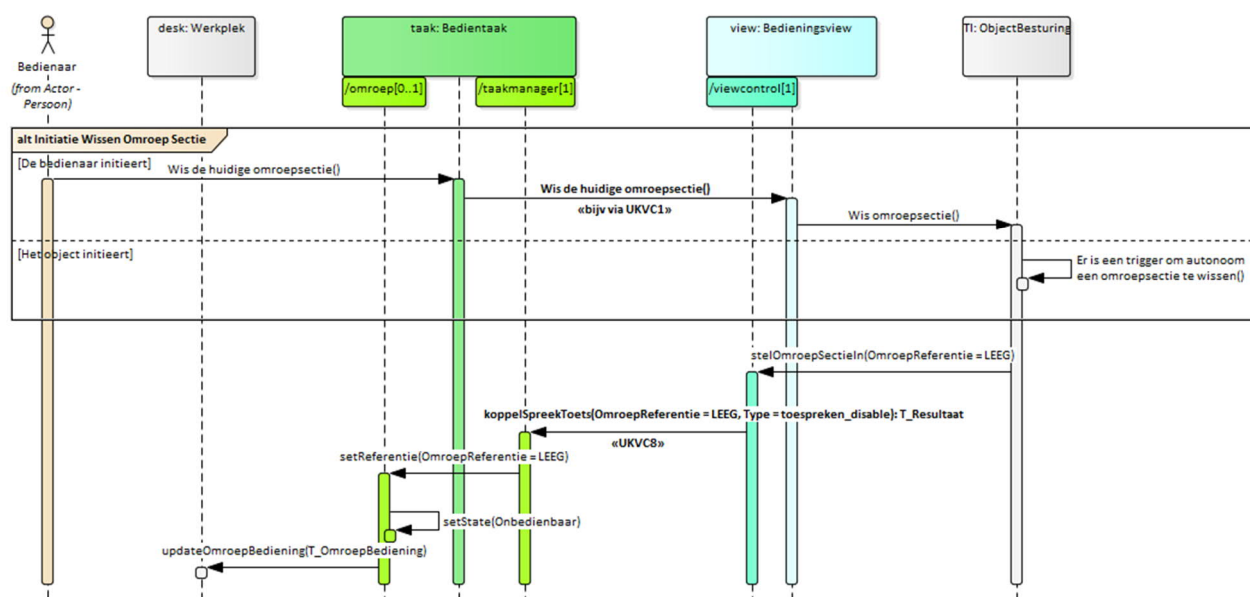 desk: Werkplek
taak: Bedientaak
view: Bedieningsview
TI: ObjectBesturing
Bedienaar
(from Actor -
Persoon)
/omroep[0..1]
/taakmanager[1]
/viewcontrol[1]
alt Initiatie Wissen Omroep Sectie
[De bedienaar initieert]
Wis de huidige omroepsectie()
Wis de huidige omroepsectie()
«bijv via UKVC1»
Wis omroepsectie()
[Het object initieert]
Er is een trigger om autonoom
een omroepsectie te wissen()
stelOmroepSectieIn(OmroepReferentie = LEEG)
koppelSpreekToets(OmroepReferentie = LEEG, Type = toespreken_disable): T_Resultaat
«UKVC8»
setReferentie(OmroepReferentie = LEEG)
setState(Onbedienbaar)
updateOmroepBediening(T_OmroepBediening)